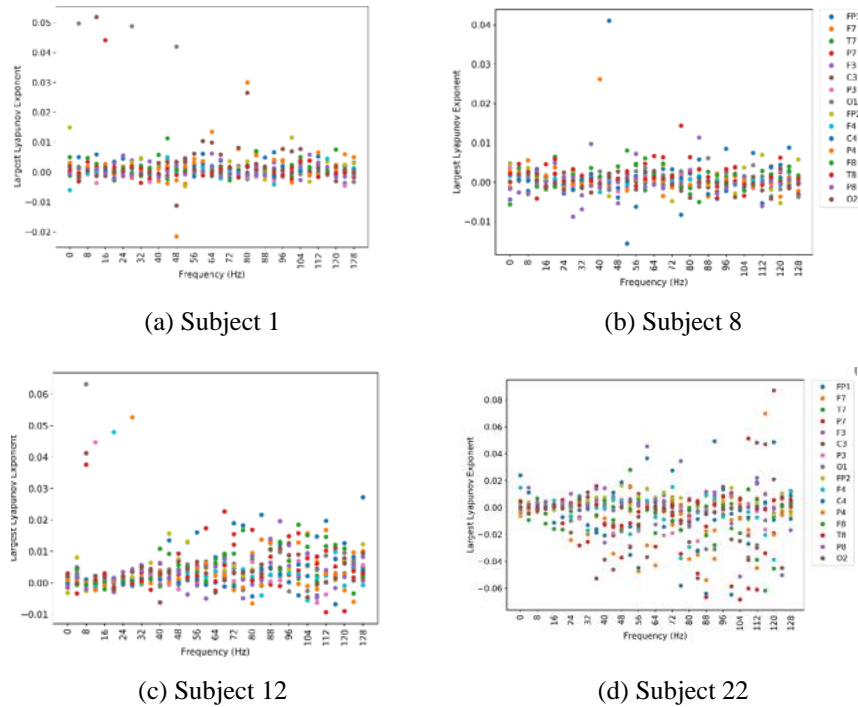 0.05
0.04
0.03
0.02
0.01
0.00
−0.01
−0.02
Largest Lyapunov Exponent
0 8 16 24 32 40 48 56 64 72 80 88 96 104 112 120 128
Frequency (Hz)
(a) Subject 1
0.04
0.03
0.02
0.01
0.00
−0.01
Largest Lyapunov Exponent
0 8 16 24 32 40 48 56 64 72 80 88 96 104 112 120 128
Frequency (Hz)
F7
T7
P7
F3
C3
P3
O1
FP2
F4
C4
P4
F8
T8
P8
O2
(b) Subject 8
0.06
0.05
0.04
0.03
0.02
0.01
0.00
−0.01
Largest Lyapunov Exponent
0 8 16 24 32 40 48 56 64 72 80 88 96 104 112 120 128
Frequency (Hz)
(c) Subject 12
0.08
0.06
0.04
0.02
0.00
−0.02
−0.04
−0.06
Largest Lyapunov Exponent
0 8 16 24 32 40 48 56 64 72 80 88 96 104 112 120 128
Frequency (Hz)
FP1
F7
T7
P7
F3
C3
P3
O1
FP2
F4
C4
P4
F8
T8
P8
O2
(d) Subject 22